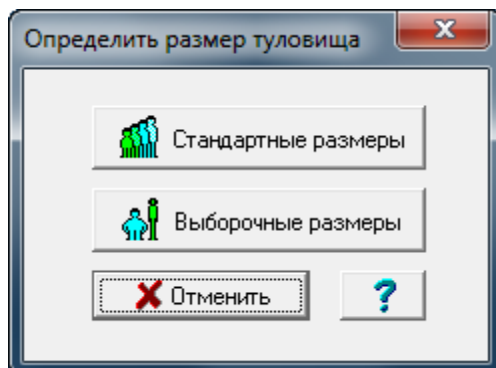 Определить размер туловища
Стандартные размеры
Выборочные размеры
Отменить
?